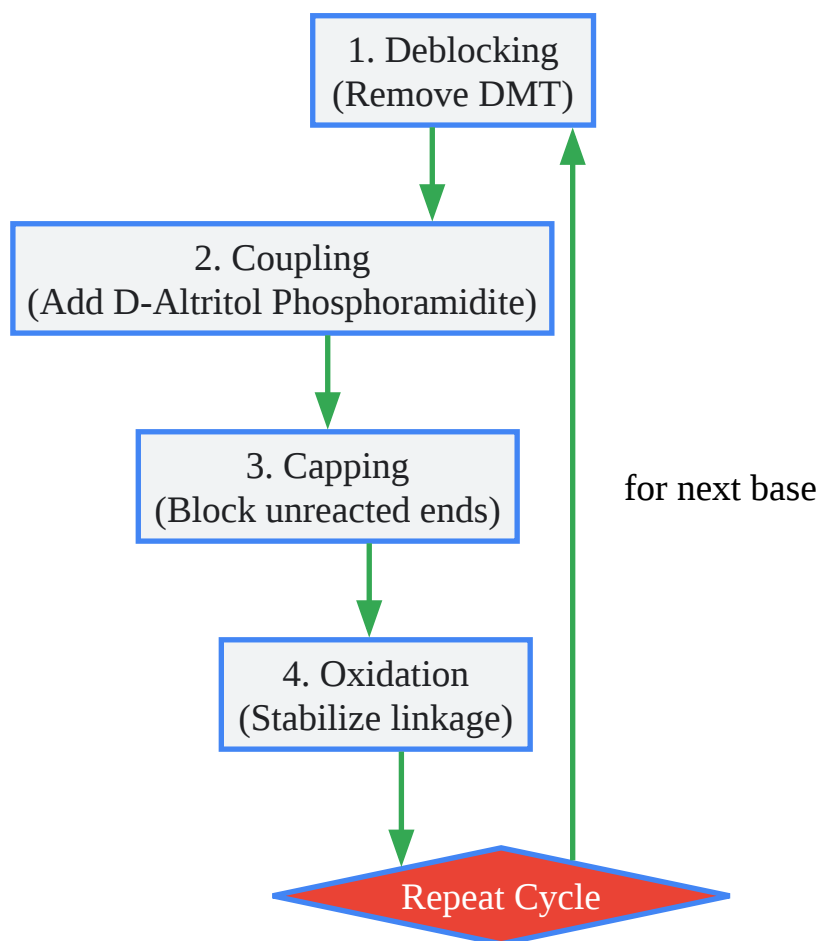 1. Deblocking
(Remove DMT)
2. Coupling
(Add D-Altritol Phosphoramidite)
3. Capping
(Block unreacted ends)
for next base
4. Oxidation
(Stabilize linkage)
Repeat Cycle